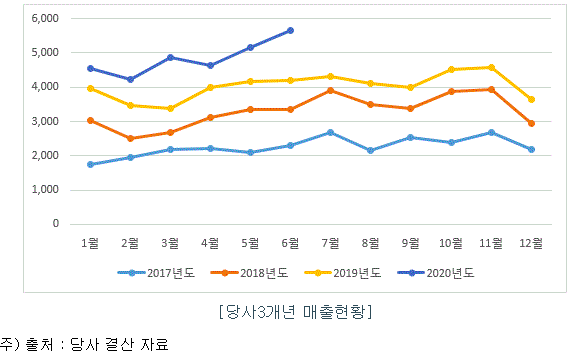 6,000
5,000
4,000
3,000
2,000
1,000
0
1월 2월 3월 4월 5월 6월 7월 8월 9월 10월 11월 12월
2017년도 2018년도 2019년도 2020년도
[당사3개년 매출현황]
주) 출처 : 당사 결산 자료